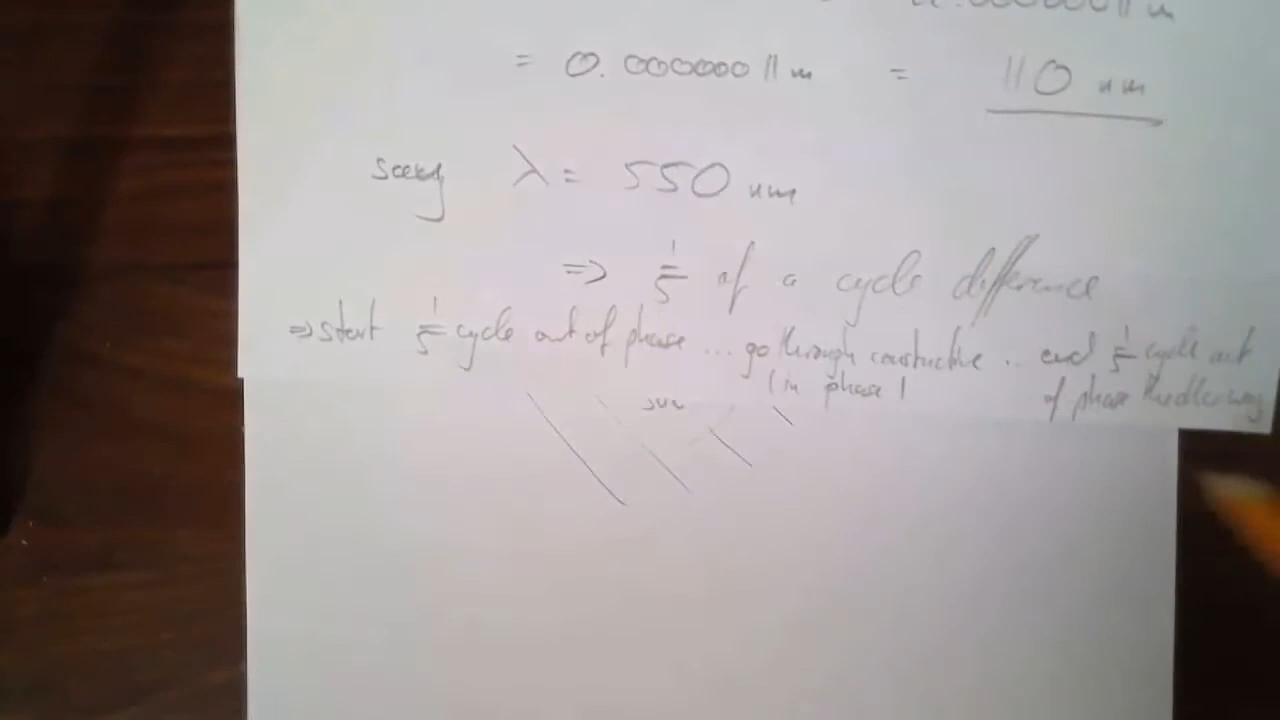 = 0.00000011 m = 110 nm
λ = 550 nm
=> 1/5 of a cycle difference
=> start 1/5 cycle out of phase ... go through constructive .. end 1/5 cycle out
(in phase) of phase the other way
sun